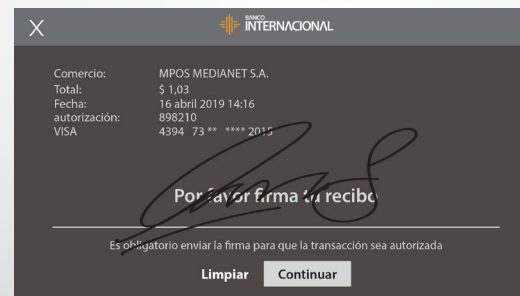 X
BANCO
INTERNACIONAL
Comercio: MPOS MEDIANET S.A.
Total: $ 1,03
Fecha: 16 abril 2019 14:16
autorización: 898210
VISA 4394 73 ** **** 2015
Por favor firma tu recibo
Es obligatorio enviar la firma para que la transacción sea autorizada
Limpiar Continuar